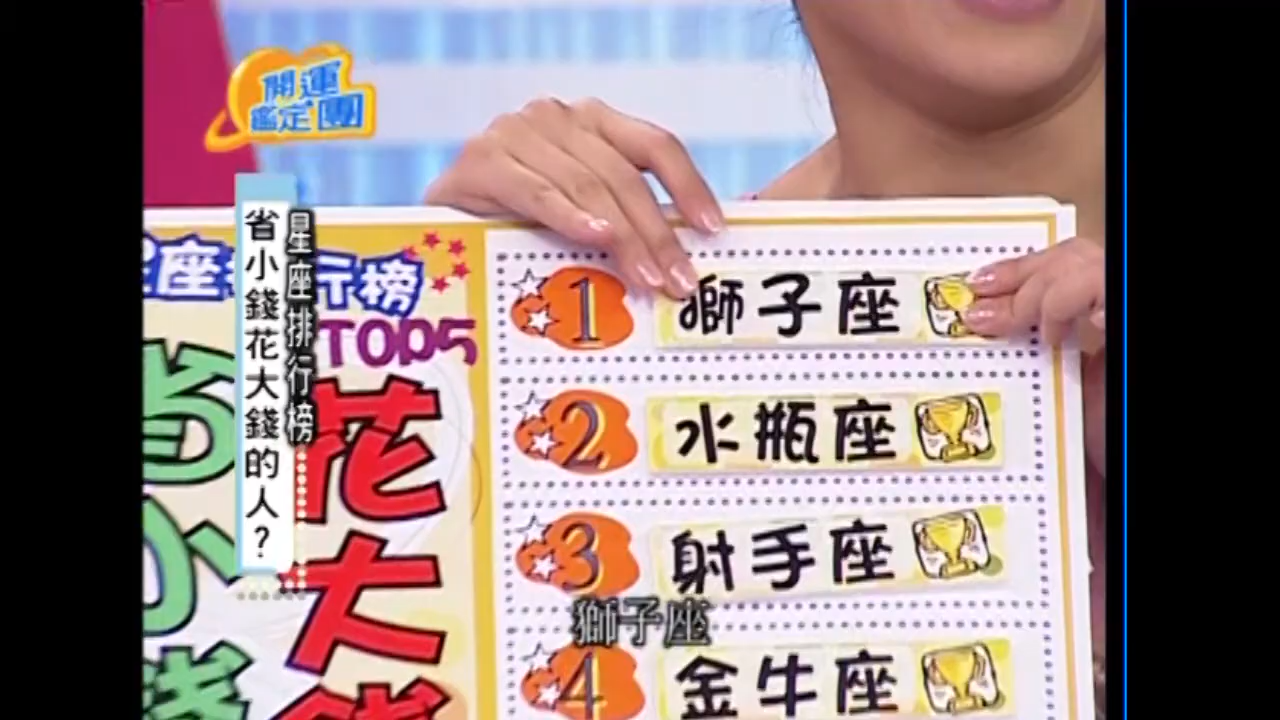 開運
鑑定團
星座排行榜
省小錢花大錢的人?
座
行榜
TOP5
花大
1 獅子座
2 水瓶座
3 射手座
4 金牛座
獅子座